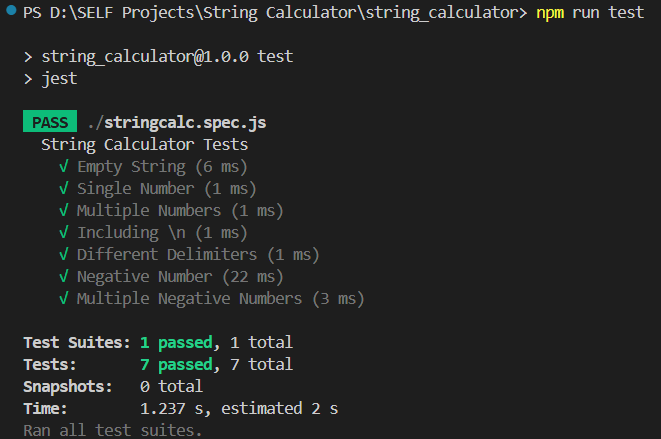 PS D:\SELF Projects\String Calculator\string_calculator> npm run test
> string_calculator@1.0.0 test
> jest
PASS ./stringcalc.spec.js
String Calculator Tests
√ Empty String (6 ms)
√ Single Number (1 ms)
√ Multiple Numbers (1 ms)
√ Including \n (1 ms)
√ Different Delimiters (1 ms)
√ Negative Number (22 ms)
√ Multiple Negative Numbers (3 ms)
Test Suites: 1 passed, 1 total
Tests: 7 passed, 7 total
Snapshots: 0 total
Time: 1.237 s, estimated 2 s
Ran all test suites.